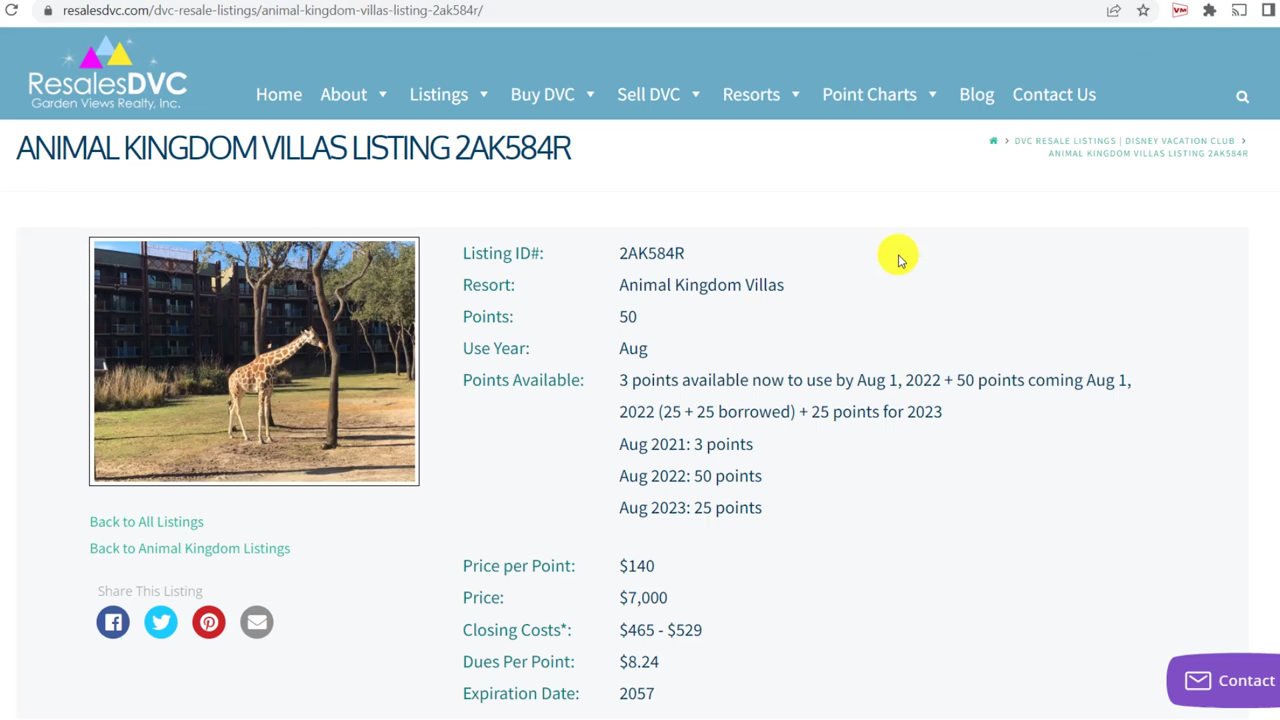 resalesdvc.com/dvc-resale-listings/animal-kingdom-villas-listing-2ak584r/
VM
ResalesDVC
Garden Views Realty, Inc.
Home About Listings Buy DVC Sell DVC Resorts Point Charts Blog Contact Us
ANIMAL KINGDOM VILLAS LISTING 2AK584R
DVC RESALE LISTINGS | DISNEY VACATION CLUB
ANIMAL KINGDOM VILLAS LISTING 2AK584R
Listing ID#: 2AK584R
Resort: Animal Kingdom Villas
Points: 50
Use Year: Aug
Points Available: 3 points available now to use by Aug 1, 2022 + 50 points coming Aug 1,
2022 (25 + 25 borrowed) + 25 points for 2023
Aug 2021: 3 points
Aug 2022: 50 points
Aug 2023: 25 points
Back to All Listings
Back to Animal Kingdom Listings
Share This Listing
Price per Point: $140
Price: $7,000
Closing Costs*: $465 - $529
Dues Per Point: $8.24
Expiration Date: 2057
Contact